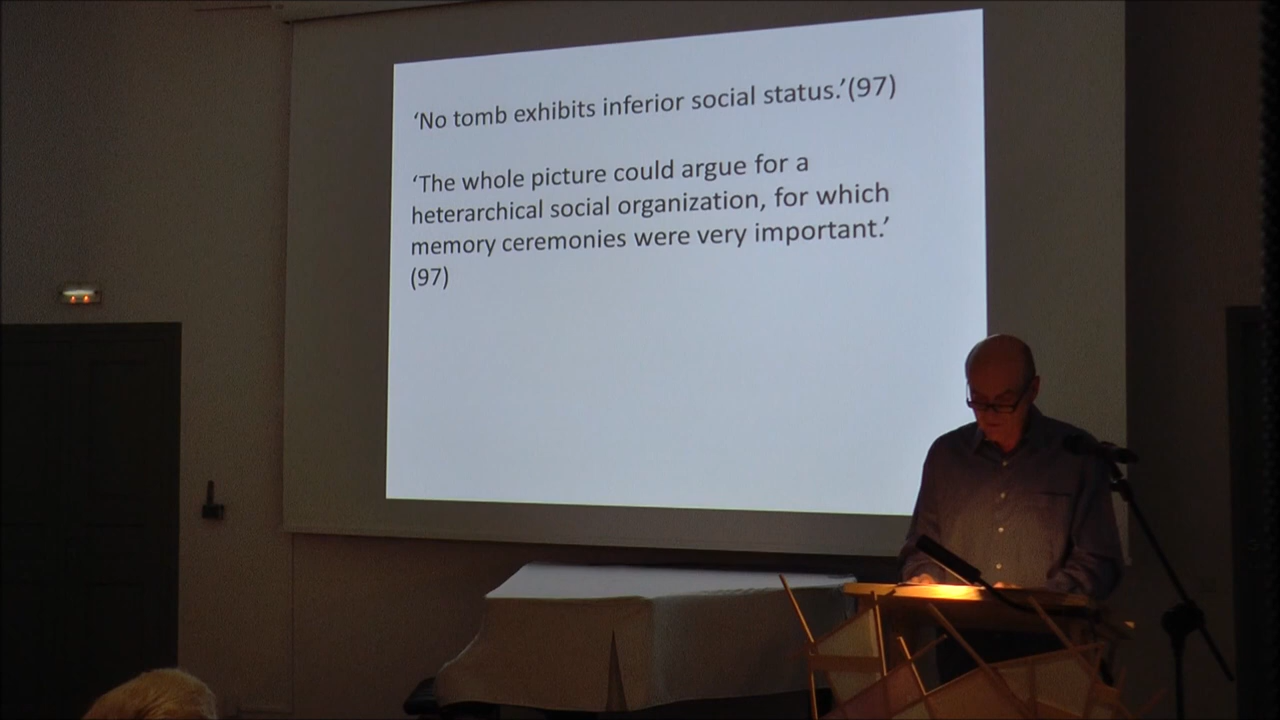 ‘No tomb exhibits inferior social status.’(97)
‘The whole picture could argue for a
heterarchical social organization, for which
memory ceremonies were very important.’
(97)